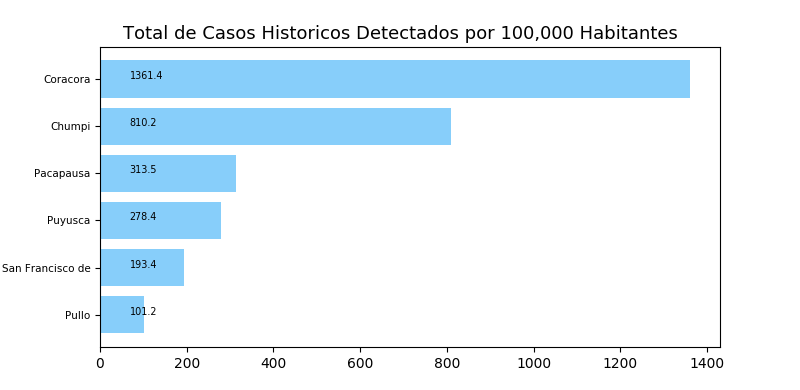 Total de Casos Historicos Detectados por 100,000 Habitantes
Coracora 1361.4
Chumpi 810.2
Pacapausa 313.5
Puyusca 278.4
San Francisco de 193.4
Pullo 101.2
0 200 400 600 800 1000 1200 1400